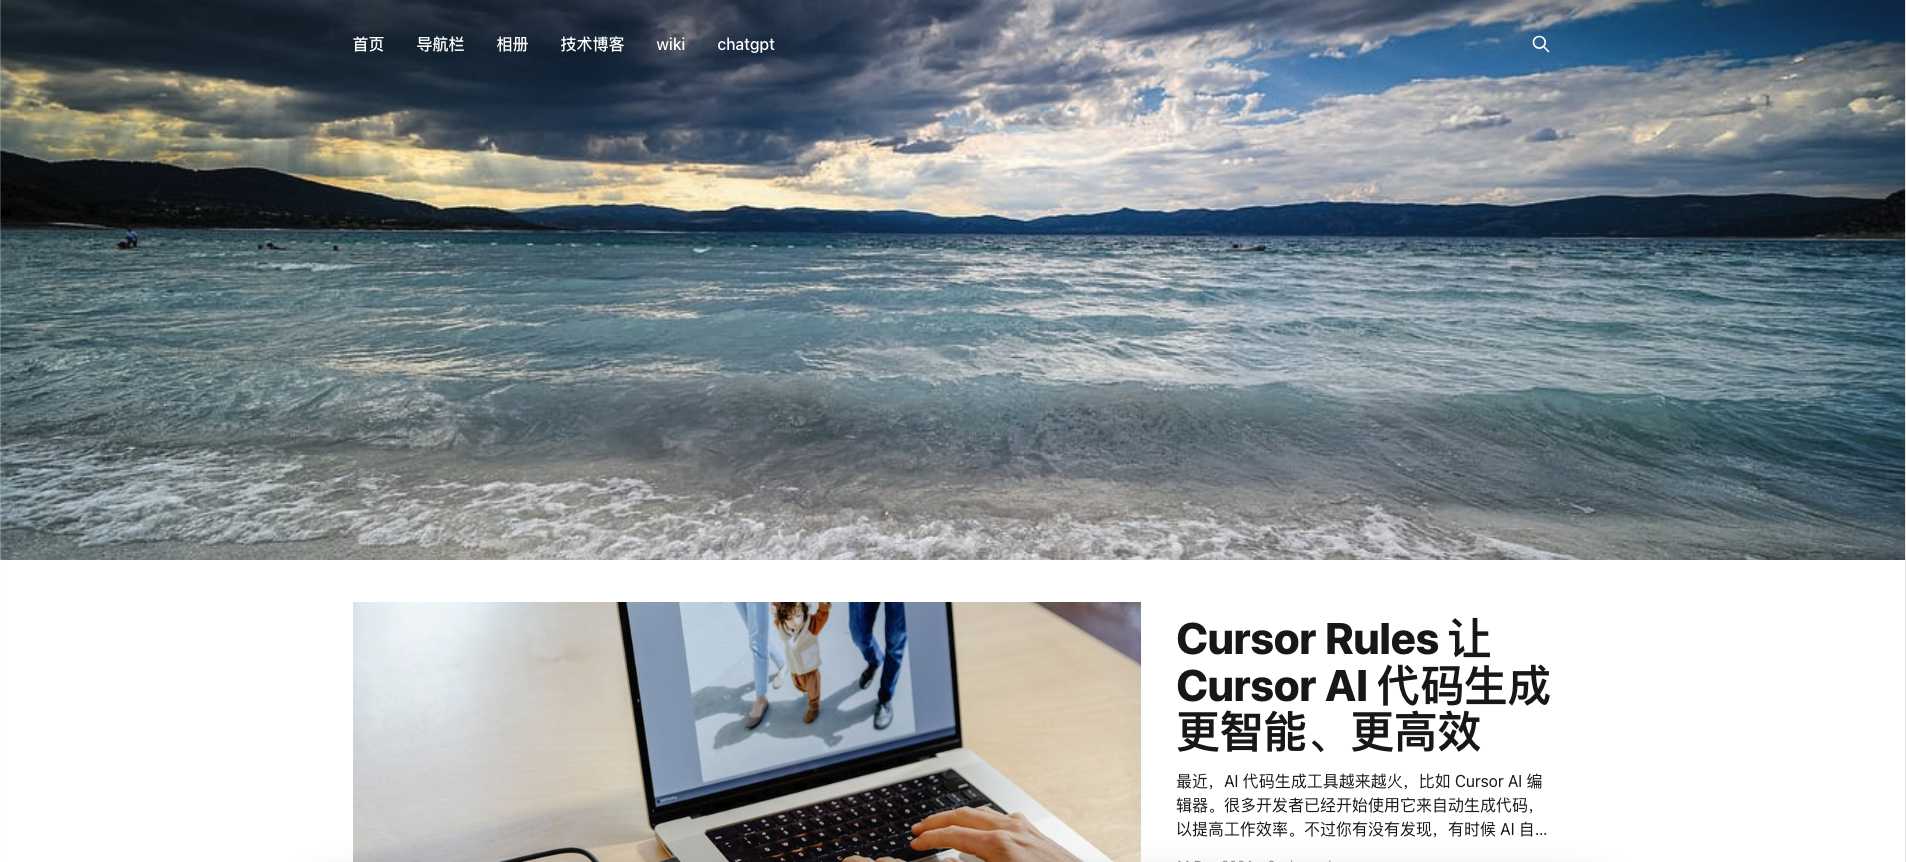 首页 导航栏 相册 技术博客 wiki chatgpt
Cursor Rules 让
Cursor AI 代码生成
更智能、更高效
最近，AI 代码生成工具越来越火，比如 Cursor AI 编
辑器。很多开发者已经开始使用它来自动生成代码，
以提高工作效率。不过你有没有发现，有时候 AI 自...